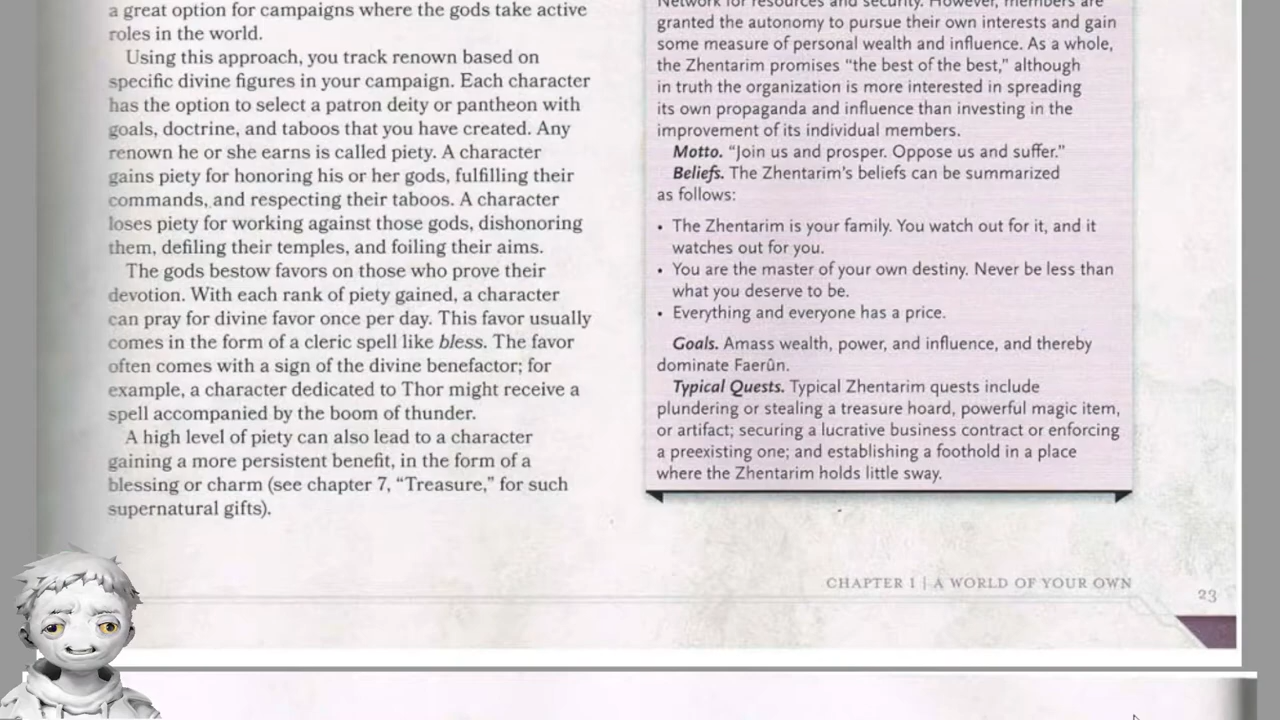 a great option for campaigns where the gods take active
roles in the world.
Using this approach, you track renown based on
specific divine figures in your campaign. Each character
has the option to select a patron deity or pantheon with
goals, doctrine, and taboos that you have created. Any
renown he or she earns is called piety. A character
gains piety for honoring his or her gods, fulfilling their
commands, and respecting their taboos. A character
loses piety for working against those gods, dishonoring
them, defiling their temples, and foiling their aims.
The gods bestow favors on those who prove their
devotion. With each rank of piety gained, a character
can pray for divine favor once per day. This favor usually
comes in the form of a cleric spell like bless. The favor
often comes with a sign of the divine benefactor; for
example, a character dedicated to Thor might receive a
spell accompanied by the boom of thunder.
A high level of piety can also lead to a character
gaining a more persistent benefit, in the form of a
blessing or charm (see chapter 7, “Treasure,” for such
supernatural gifts).
Network for resources and security. However, members are
granted the autonomy to pursue their own interests and gain
some measure of personal wealth and influence. As a whole,
the Zhentarim promises “the best of the best,” although
in truth the organization is more interested in spreading
its own propaganda and influence than investing in the
improvement of its individual members.
Motto. “Join us and prosper. Oppose us and suffer.”
Beliefs. The Zhentarim’s beliefs can be summarized
as follows:
• The Zhentarim is your family. You watch out for it, and it
watches out for you.
• You are the master of your own destiny. Never be less than
what you deserve to be.
• Everything and everyone has a price.
Goals. Amass wealth, power, and influence, and thereby
dominate Faerûn.
Typical Quests. Typical Zhentarim quests include
plundering or stealing a treasure hoard, powerful magic item,
or artifact; securing a lucrative business contract or enforcing
a preexisting one; and establishing a foothold in a place
where the Zhentarim holds little sway.
CHAPTER 1 | A WORLD OF YOUR OWN
23